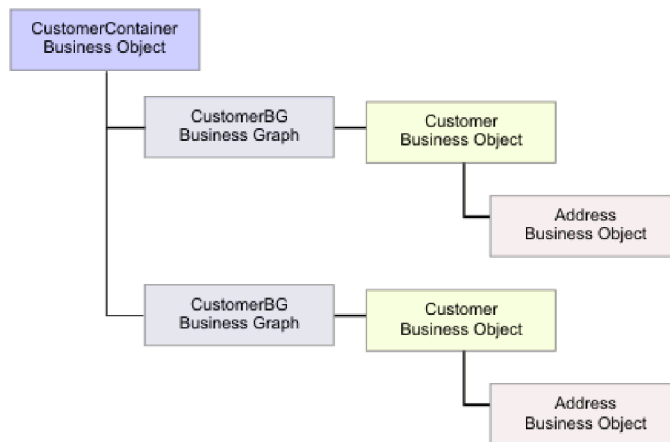 CustomerContainer
Business Object
CustomerBG
Business Graph
Customer
Business Object
Address
Business Object
CustomerBG
Business Graph
Customer
Business Object
Address
Business Object